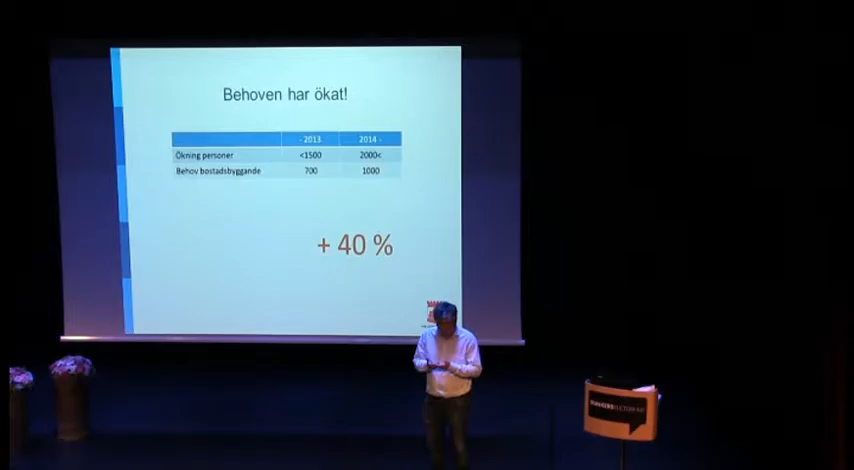 Behoven har ökat!
- 2013 2014 -
Ökning personer <1500 2000<
Behov bostadsbyggande 700 1000
+ 40 %